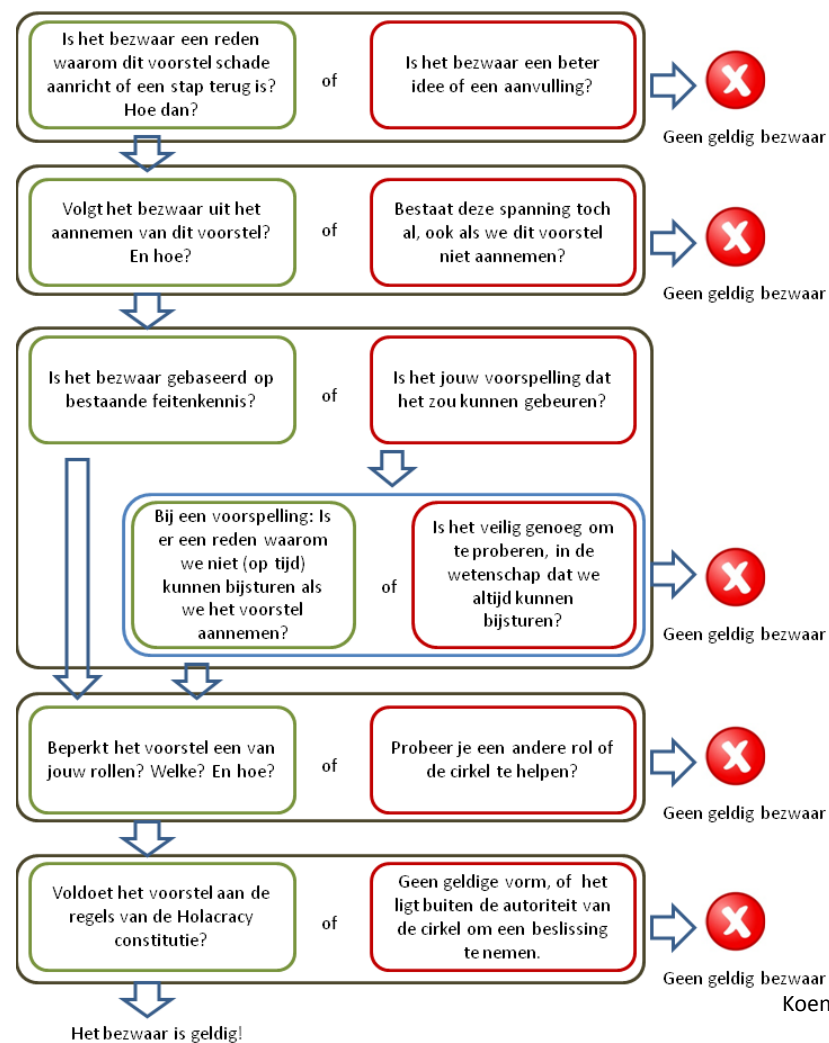 Is het bezwaar een reden
waarom dit voorstel schade
aanricht of een stap terug is?
Hoe dan?
of
Is het bezwaar een beter
idee of een aanvulling?
Geen geldig bezwaar
Volgt het bezwaar uit het
aannemen van dit voorstel?
En hoe?
of
Bestaat deze spanning toch
al, ook als we dit voorstel
niet aannemen?
Geen geldig bezwaar
Is het bezwaar gebaseerd op
bestaande feitenkennis?
of
Is het jouw voorspelling dat
het zou kunnen gebeuren?
Bij een voorspelling: Is
er een reden waarom
we niet (op tijd)
kunnen bijsturen als
we het voorstel
aannemen?
of
Is het veilig genoeg om
te proberen, in de
wetenschap dat we
altijd kunnen
bijsturen?
Geen geldig bezwaar
Beperkt het voorstel een van
jouw rollen? Welke? En hoe?
of
Probeer je een andere rol of
de cirkel te helpen?
Geen geldig bezwaar
Voldoet het voorstel aan de
regels van de Holacracy
constitutie?
of
Geen geldige vorm, of het
ligt buiten de autoriteit van
de cirkel om een beslissing
te nemen.
Geen geldig bezwaar
Koen
Het bezwaar is geldig!